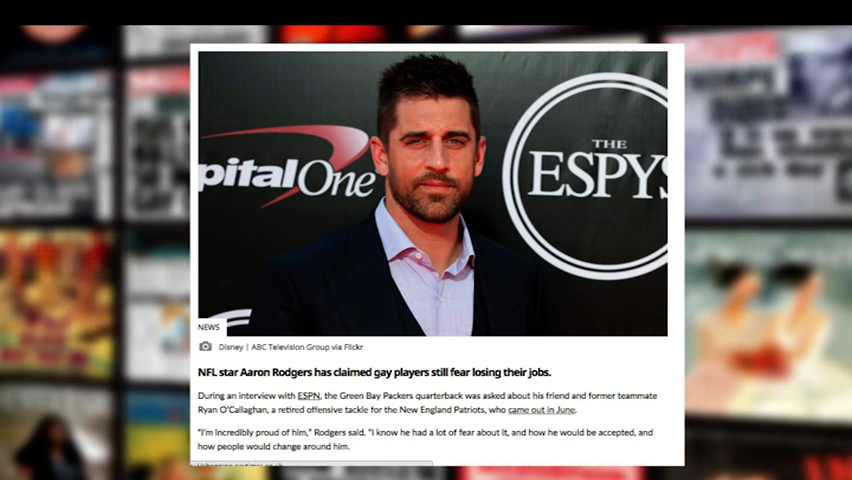 pitalOne
THE
ESPYS
NEWS
Disney | ABC Television Group via Flickr
NFL star Aaron Rodgers has claimed gay players still fear losing their jobs.
During an interview with ESPN, the Green Bay Packers quarterback was asked about his friend and former teammate
Ryan O'Callaghan, a retired offensive tackle for the New England Patriots, who came out in June.
"I'm incredibly proud of him," Rodgers said. "I know he had a lot of fear about it, and how he would be accepted, and
how people would change around him.